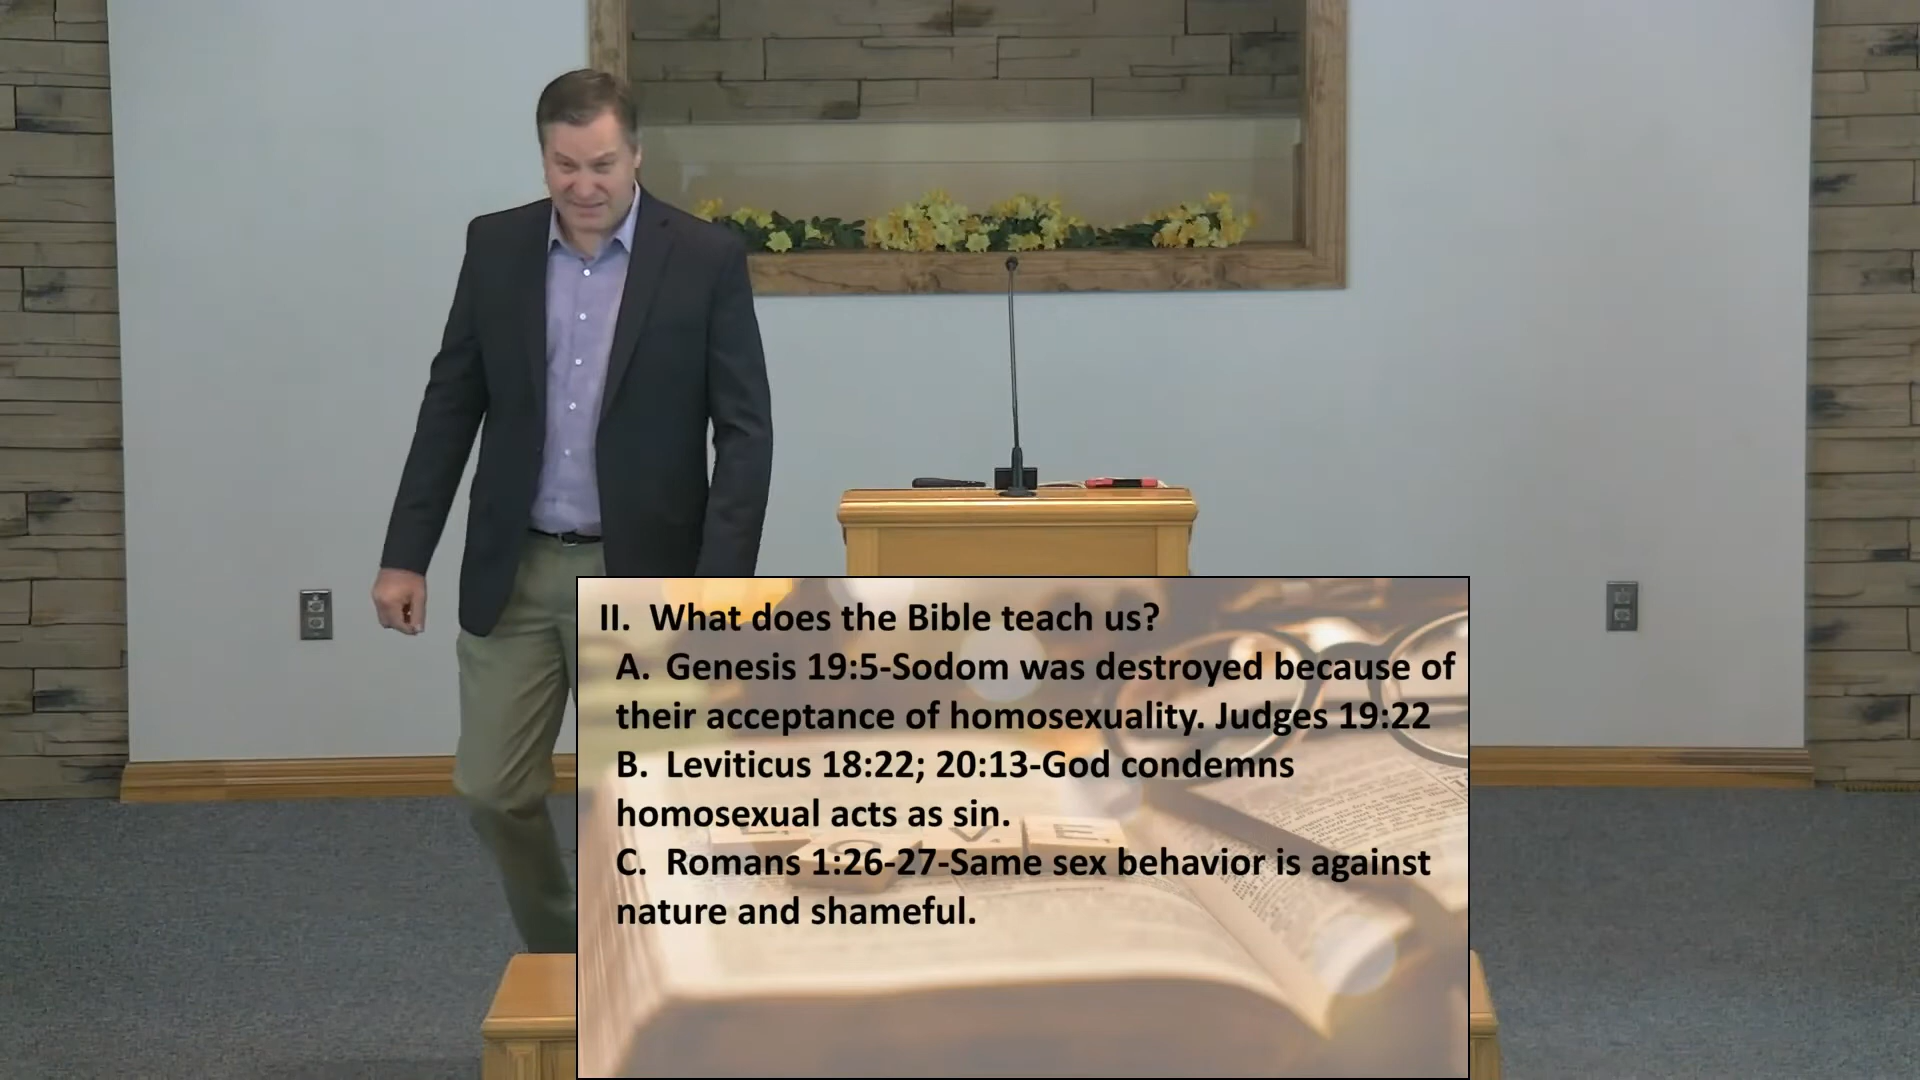 II. What does the Bible teach us?
A. Genesis 19:5-Sodom was destroyed because of
their acceptance of homosexuality. Judges 19:22
B. Leviticus 18:22; 20:13-God condemns
homosexual acts as sin.
C. Romans 1:26-27-Same sex behavior is against
nature and shameful.